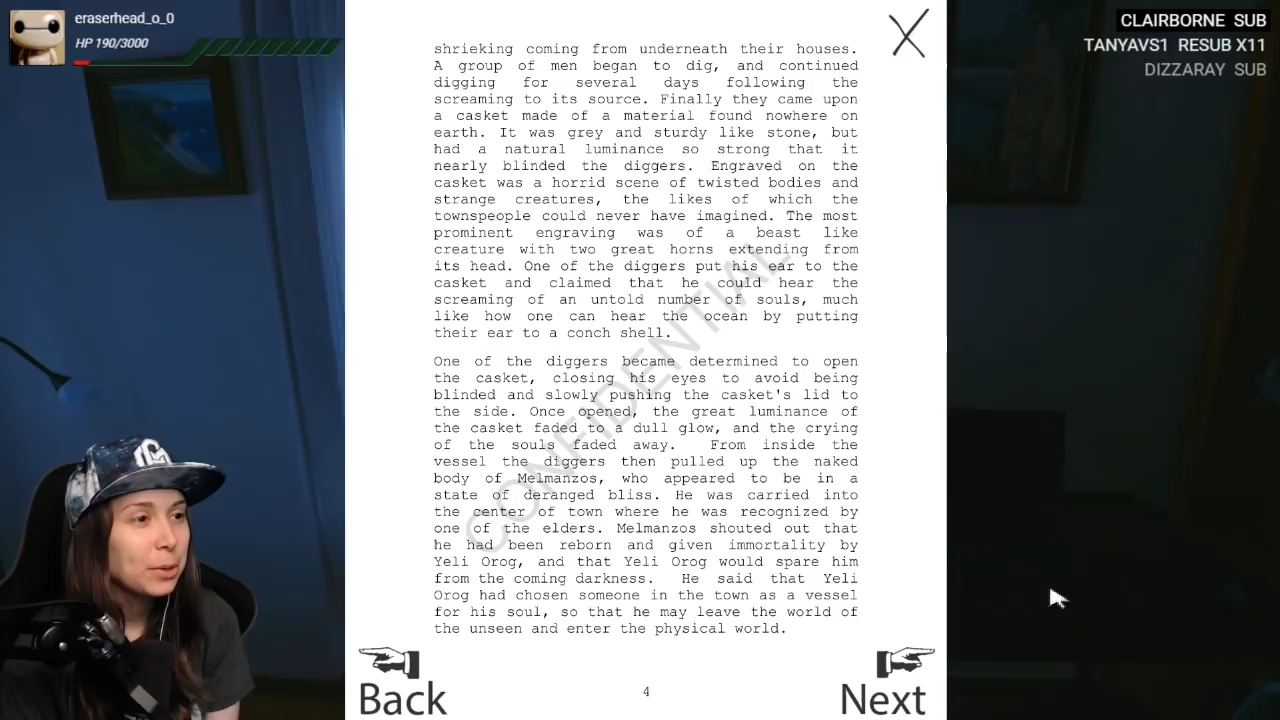 eraserhead_o_0
HP 190/3000
CLAIRBORNE SUB
TANYAVS1 RESUB X11
DIZZARAY SUB
shrieking coming from underneath their houses.
A group of men began to dig, and continued
digging for several days following the
screaming to its source. Finally they came upon
a casket made of a material found nowhere on
earth. It was grey and sturdy like stone, but
had a natural luminance so strong that it
nearly blinded the diggers. Engraved on the
casket was a horrid scene of twisted bodies and
strange creatures, the likes of which the
townspeople could never have imagined. The most
prominent engraving was of a beast like
creature with two great horns extending from
its head. One of the diggers put his ear to the
casket and claimed that he could hear the
screaming of an untold number of souls, much
like how one can hear the ocean by putting
their ear to a conch shell.
One of the diggers became determined to open
the casket, closing his eyes to avoid being
blinded and slowly pushing the casket's lid to
the side. Once opened, the great luminance of
the casket faded to a dull glow, and the crying
of the souls faded away. From inside the
vessel the diggers then pulled up the naked
body of Melmanzos, who appeared to be in a
state of deranged bliss. He was carried into
the center of town where he was recognized by
one of the elders. Melmanzos shouted out that
he had been reborn and given immortality by
Yeli Orog, and that Yeli Orog would spare him
from the coming darkness. He said that Yeli
Orog had chosen someone in the town as a vessel
for his soul, so that he may leave the world of
the unseen and enter the physical world.
CONFIDENTIAL
Back
4
Next